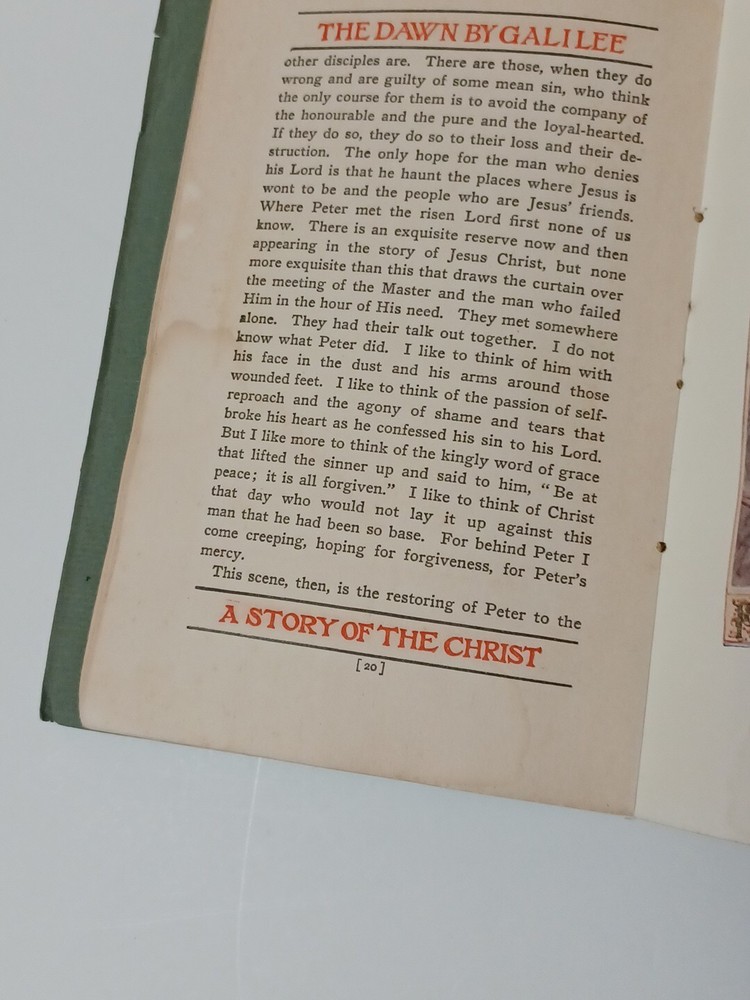 THE DAWN BY GALILEE
other disciples are. There are those, when they do
wrong and are guilty of some mean sin, who think
the only course for them is to avoid the company of
the honourable and the pure and the loyal-hearted.
If they do so, they do so to their loss and their de-
struction. The only hope for the man who denies
his Lord is that he haunt the places where Jesus is
wont to be and the people who are Jesus' friends.
Where Peter met the risen Lord first none of us
know. There is an exquisite reserve now and then
appearing in the story of Jesus Christ, but none
more exquisite than this that draws the curtain over
the meeting of the Master and the man who failed
Him in the hour of His need. They met somewhere
alone. They had their talk out together. I do not
know what Peter did. I like to think of him with
his face in the dust and his arms around those
wounded feet. I like to think of the passion of self-
reproach and the agony of shame and tears that
broke his heart as he confessed his sin to his Lord.
But I like more to think of the kingly word of grace
that lifted the sinner up and said to him, “Be at
peace; it is all forgiven.” I like to think of Christ
that day who would not lay it up against this
man that he had been so base. For behind Peter I
come creeping, hoping for forgiveness, for Peter's
mercy.
This scene, then, is the restoring of Peter to the
A STORY OF THE CHRIST
[20]